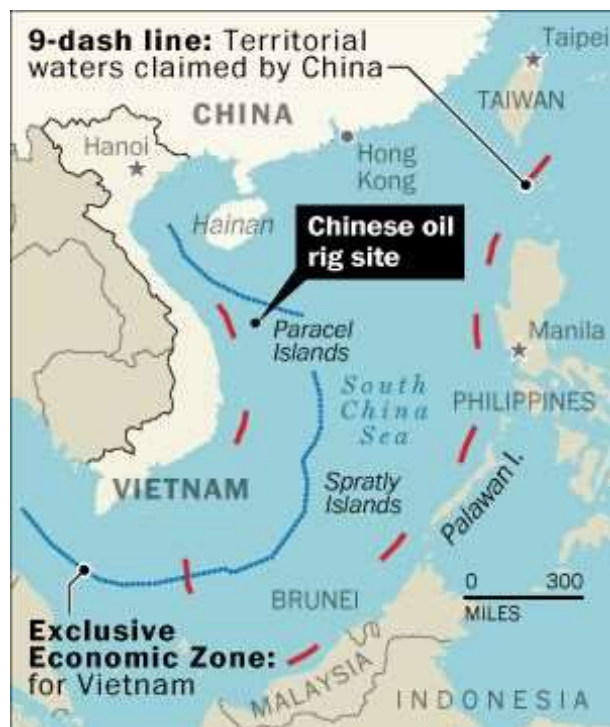 9-dash line: Territorial
waters claimed by China
Taipei
TAIWAN
CHINA
Hanoi
Hong
Kong
Hainan
Chinese oil
rig site
Paracel
Islands
Manila
South
China
Sea
PHILIPPINES
VIETNAM
Spratly
Islands
Palawan I.
0 300
MILES
BRUNEI
Exclusive
Economic Zone:
for Vietnam
MALAYSIA
INDONESIA